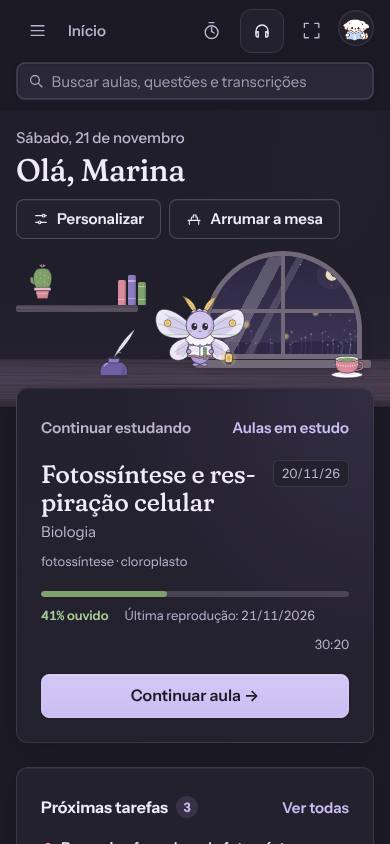 Início
Buscar aulas, questões e transcrições
Sábado, 21 de novembro
Olá, Marina
Personalizar
Arrumar a mesa
Continuar estudando
Aulas em estudo
Fotossíntese e res-
piração celular
20/11/26
Biologia
fotossíntese · cloroplasto
41% ouvido
Última reprodução: 21/11/2026
30:20
Continuar aula →
Próximas tarefas 3
Ver todas